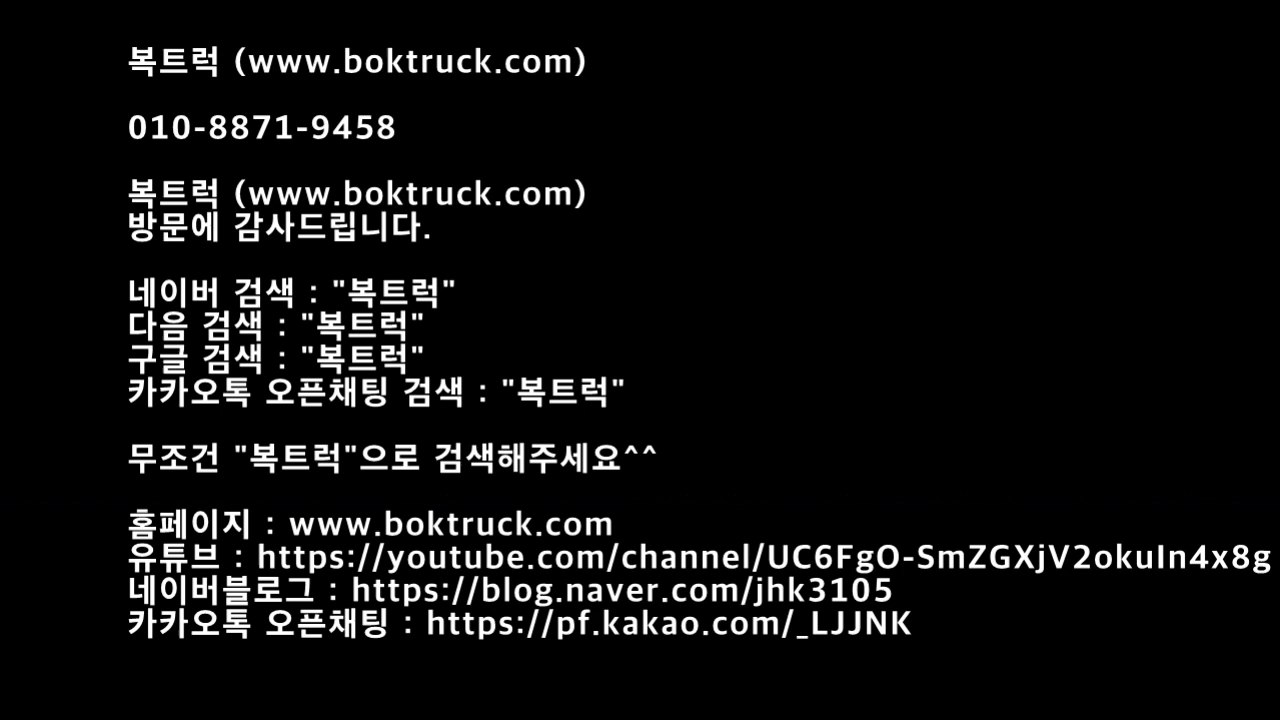 복트럭 (www.boktruck.com)
010-8871-9458
복트럭 (www.boktruck.com)
방문에 감사드립니다.
네이버 검색 : "복트럭"
다음 검색 : "복트럭"
구글 검색 : "복트럭"
카카오톡 오픈채팅 검색 : "복트럭"
무조건 "복트럭"으로 검색해주세요^^
홈페이지 : www.boktruck.com
유튜브 : https://youtube.com/channel/UC6FgO-SmZGXjV2okuIn4x8g
네이버블로그 : https://blog.naver.com/jhk3105
카카오톡 오픈채팅 : https://pf.kakao.com/_LJJNK